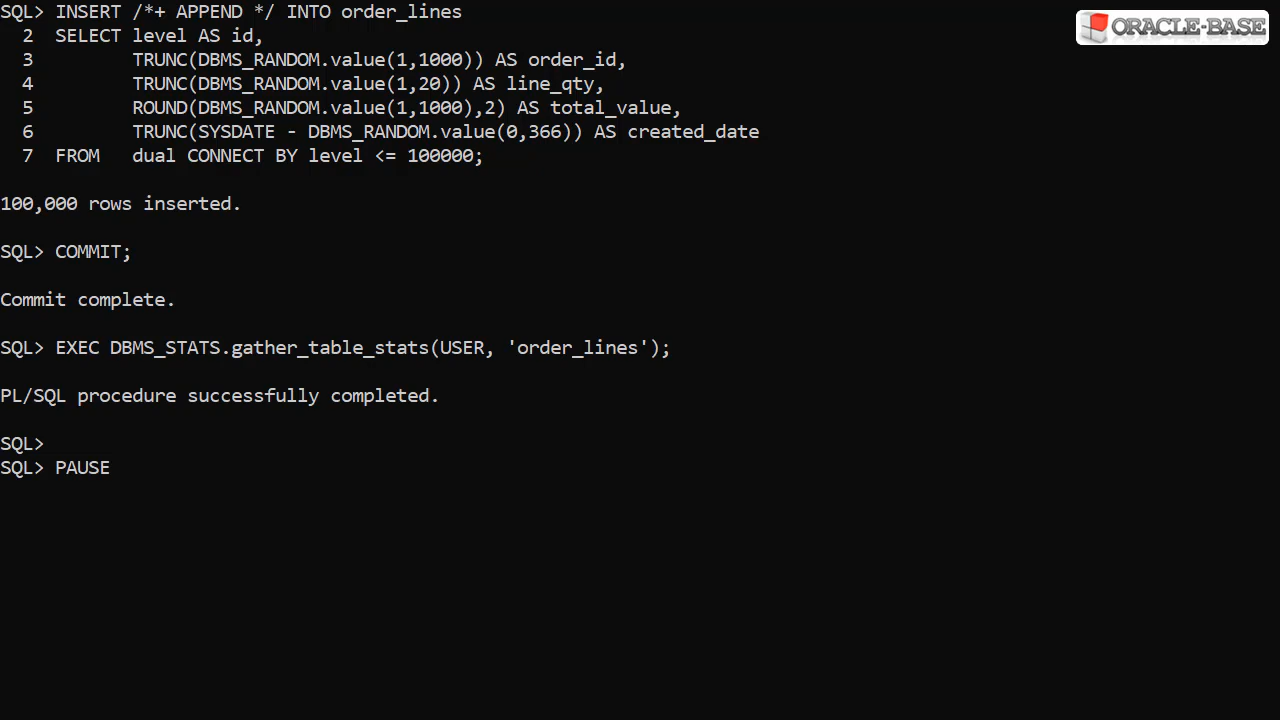 SQL> INSERT /*+ APPEND */ INTO order_lines
ORACLE-BASE
  2  SELECT level AS id,
  3         TRUNC(DBMS_RANDOM.value(1,1000)) AS order_id,
  4         TRUNC(DBMS_RANDOM.value(1,20)) AS line_qty,
  5         ROUND(DBMS_RANDOM.value(1,1000),2) AS total_value,
  6         TRUNC(SYSDATE - DBMS_RANDOM.value(0,366)) AS created_date
  7  FROM   dual CONNECT BY level <= 100000;
100,000 rows inserted.
SQL> COMMIT;
Commit complete.
SQL> EXEC DBMS_STATS.gather_table_stats(USER, 'order_lines');
PL/SQL procedure successfully completed.
SQL>
SQL> PAUSE